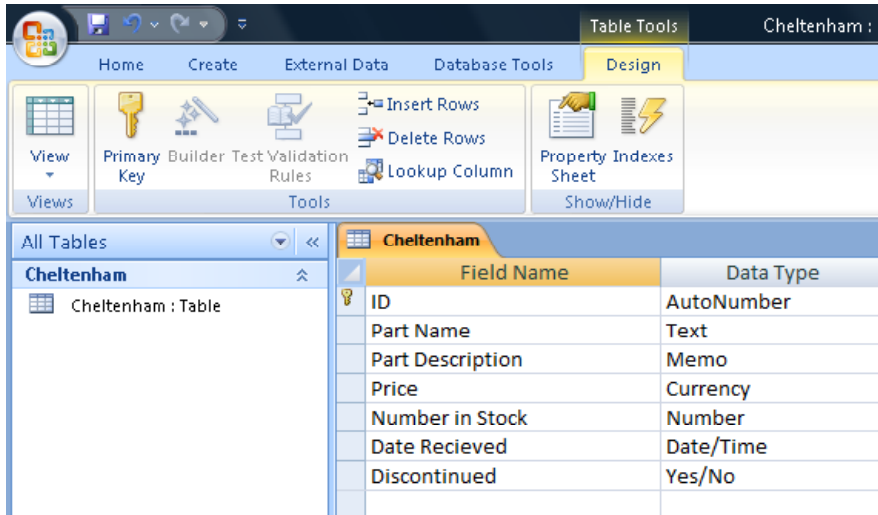 Table Tools
Cheltenham :
Home Create External Data Database Tools Design
View
Primary Key
Builder
Test Validation Rules
Insert Rows
Delete Rows
Lookup Column
Property Sheet
Indexes
Views Tools Show/Hide
All Tables
Cheltenham
Cheltenham : Table
Cheltenham
Field Name Data Type
ID AutoNumber
Part Name Text
Part Description Memo
Price Currency
Number in Stock Number
Date Recieved Date/Time
Discontinued Yes/No